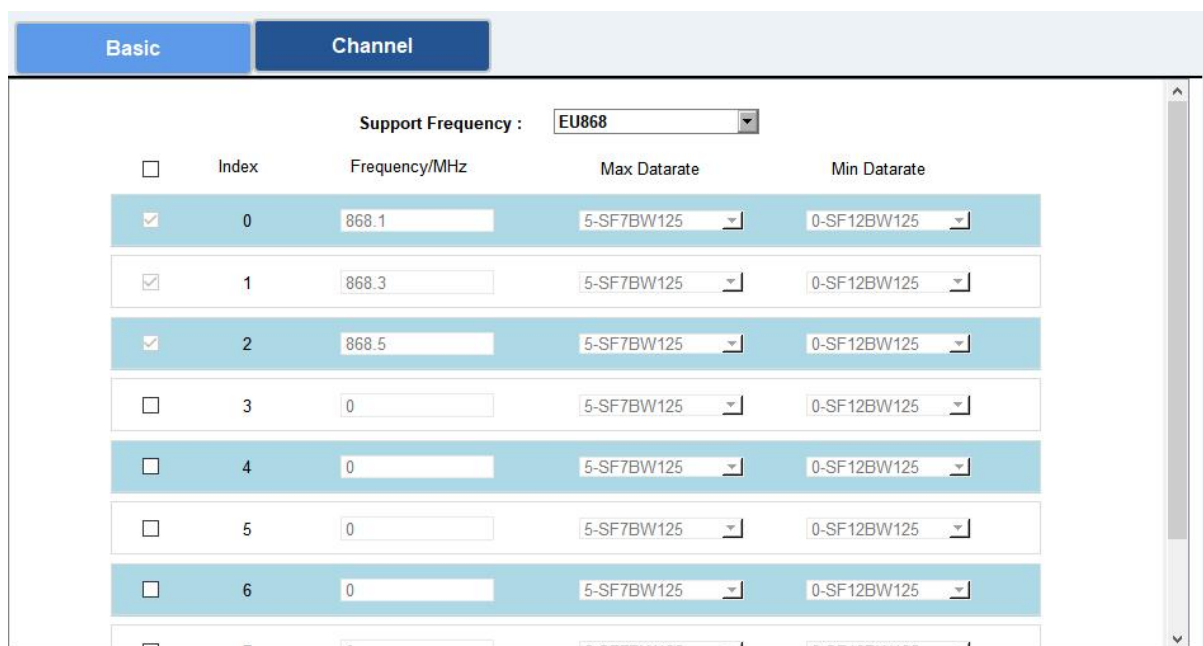 Basic Channel
Support Frequency : EU868
Index Frequency/MHz Max Datarate Min Datarate
0 868.1 5-SF7BW125 0-SF12BW125
1 868.3 5-SF7BW125 0-SF12BW125
2 868.5 5-SF7BW125 0-SF12BW125
3 0 5-SF7BW125 0-SF12BW125
4 0 5-SF7BW125 0-SF12BW125
5 0 5-SF7BW125 0-SF12BW125
6 0 5-SF7BW125 0-SF12BW125